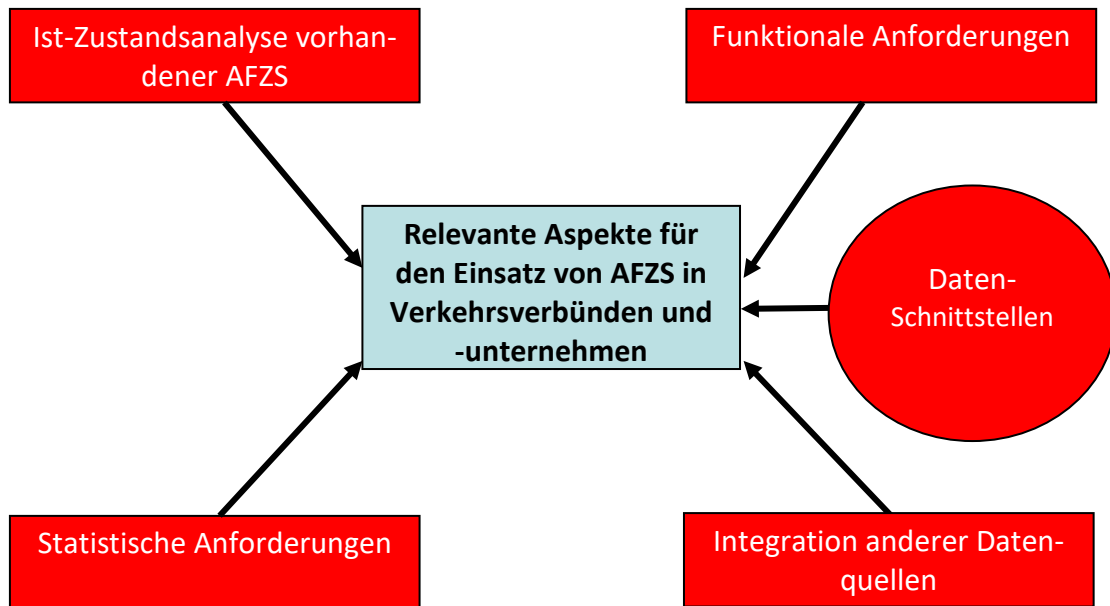 Ist-Zustandsanalyse vorhan-
dener AFZS
Funktionale Anforderungen
Relevante Aspekte für
den Einsatz von AFZS in
Verkehrsverbünden und
-unternehmen
Daten-
Schnittstellen
Statistische Anforderungen
Integration anderer Daten-
quellen